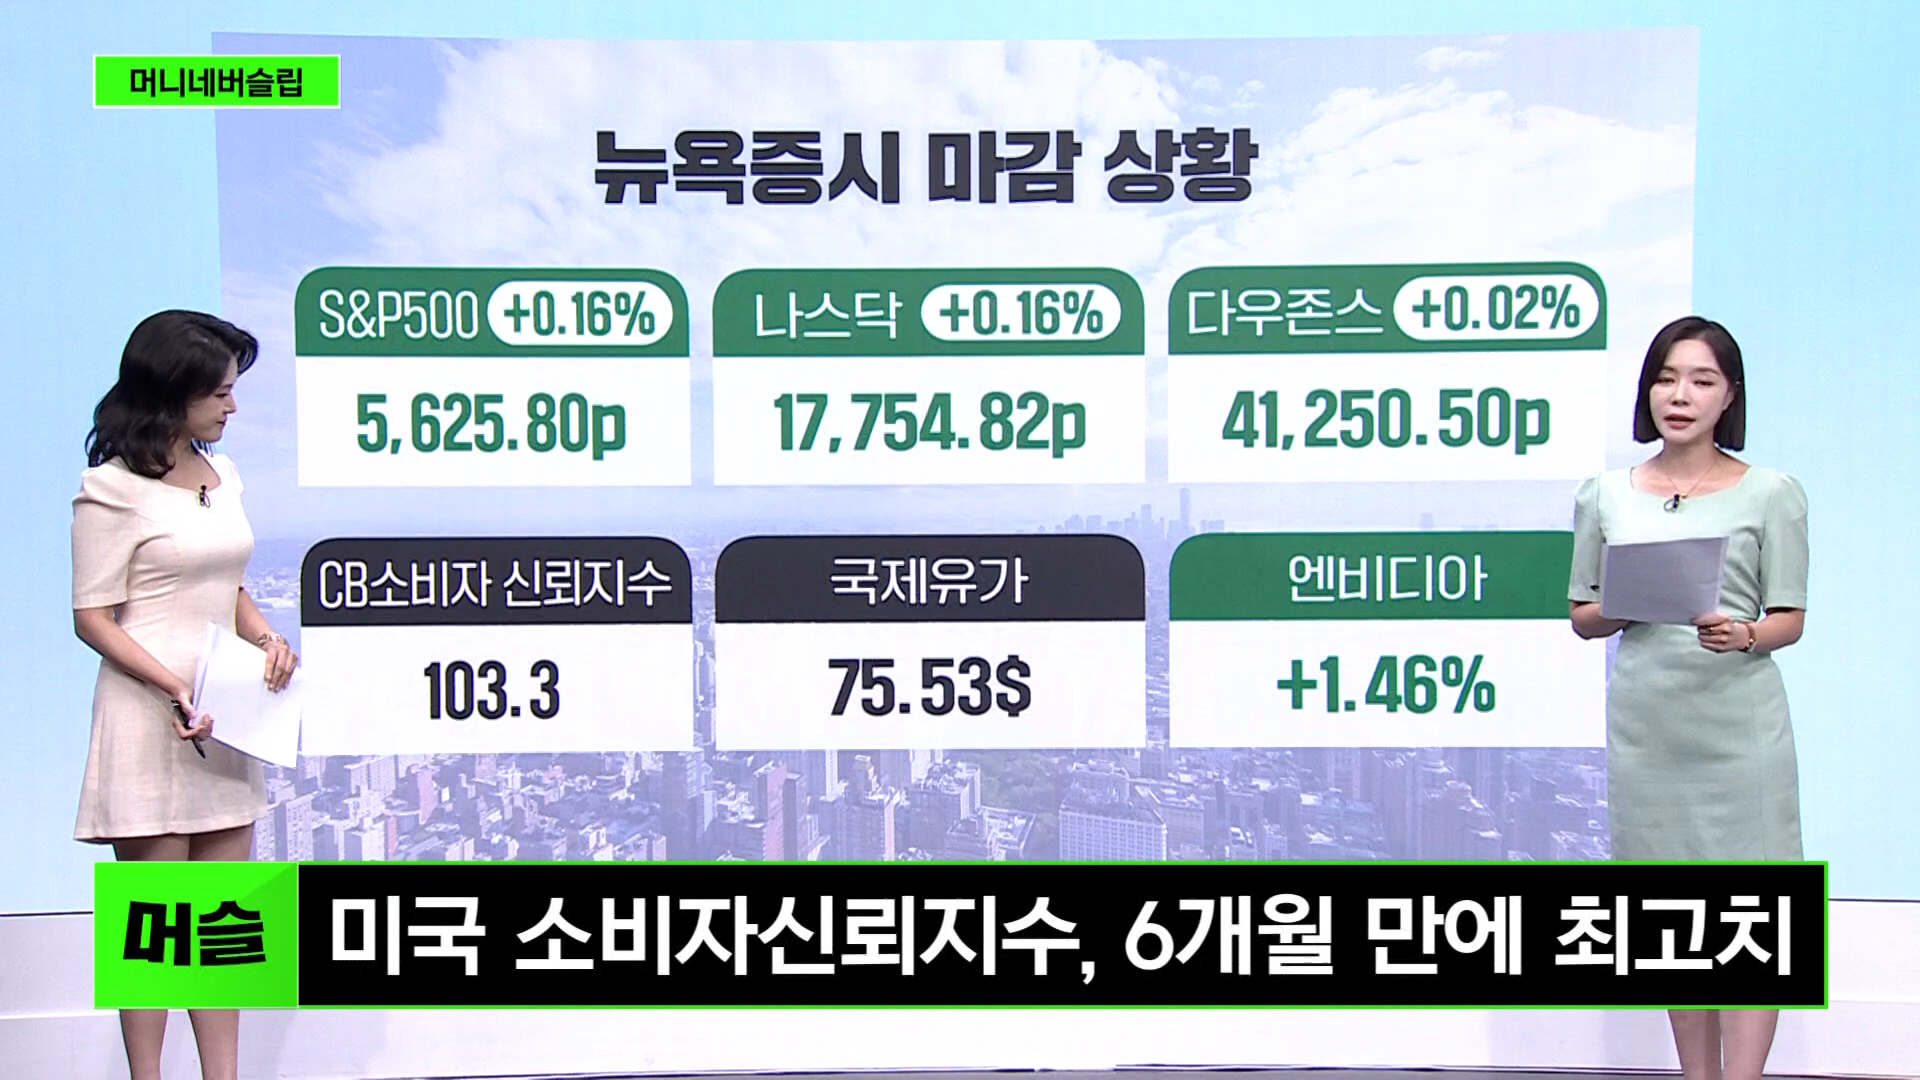 머니네버슬립
뉴욕증시 마감 상황
S&P500 +0.16%
5,625.80p
나스닥 +0.16%
17,754.82p
다우존스 +0.02%
41,250.50p
CB소비자 신뢰지수
103.3
국제유가
75.53$
엔비디아
+1.46%
머슬
미국 소비자신뢰지수, 6개월 만에 최고치